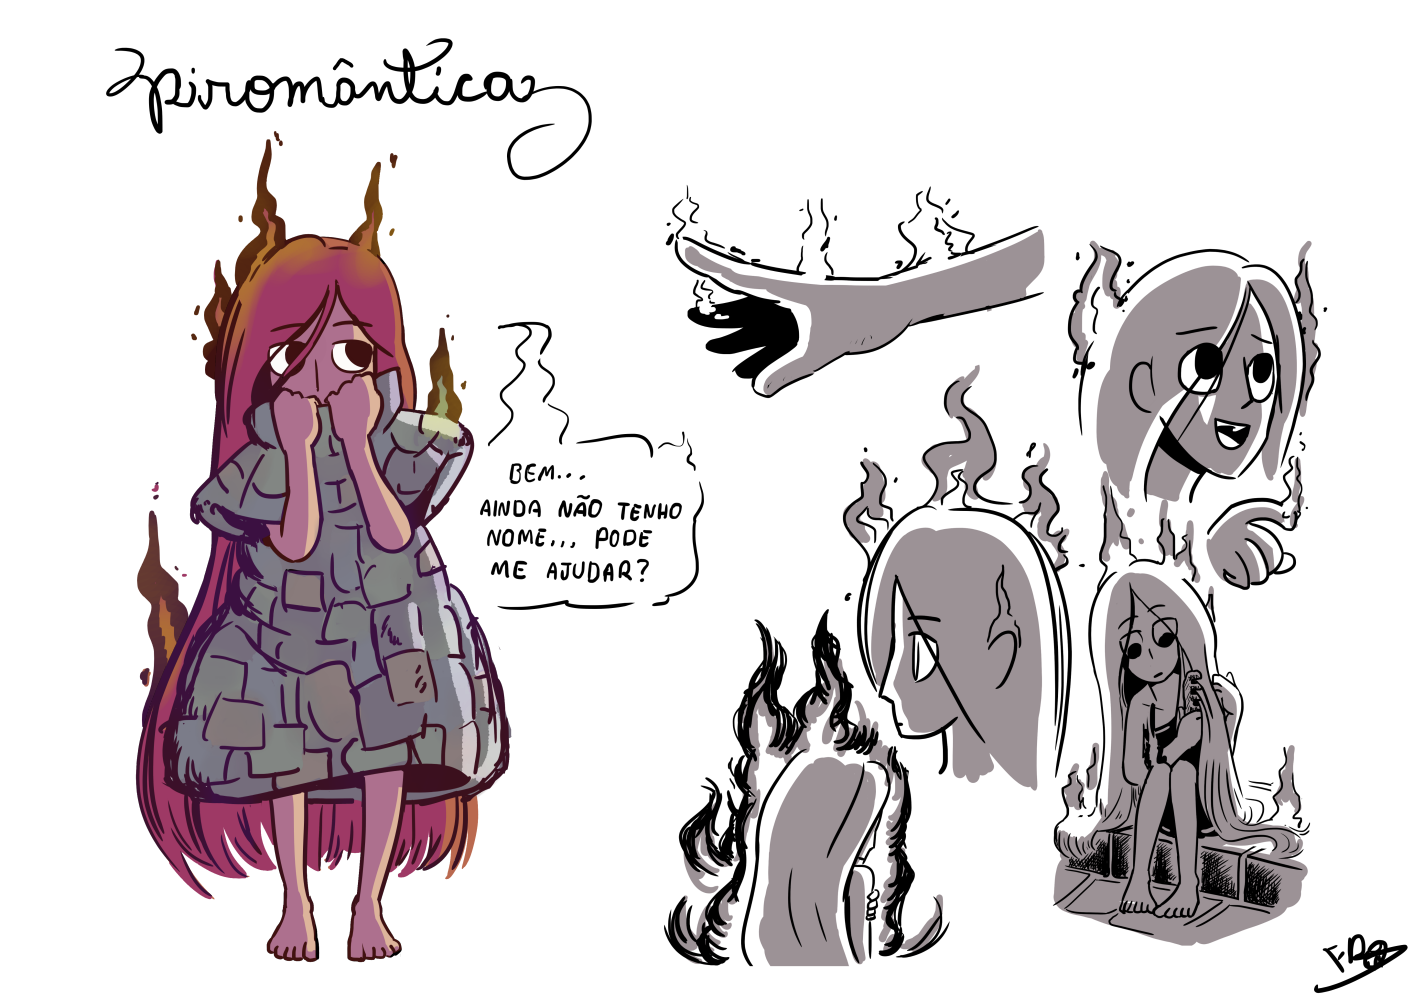 piromântica
BEM...
AINDA NÃO TENHO
NOME... PODE
ME AJUDAR?